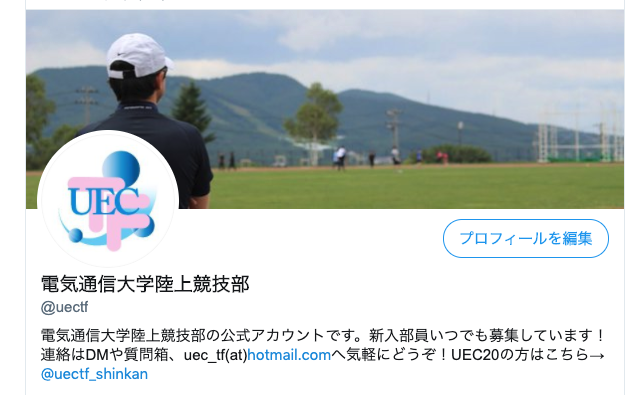 UEC
TF
プロフィールを編集
電気通信大学陸上競技部
@uectf
電気通信大学陸上競技部の公式アカウントです。新入部員いつでも募集しています！
連絡はDMや質問箱、uec_tf(at)hotmail.comへ気軽にどうぞ！UEC20の方はこちら→
@uectf_shinkan